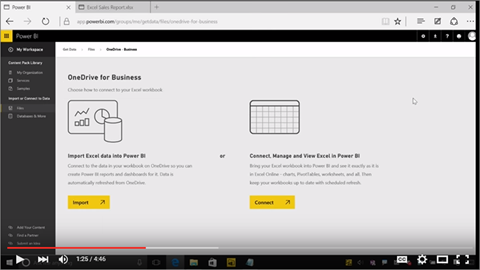 Power BI
Excel Sales Report.xlsx
app.powerbi.com/groups/me/getdata/files/onedrive-for-business
Power BI
My Workspace
Get Data
Files
OneDrive - Business
Content Pack Library
My Organization
Services
Samples
Import or Connect to Data
Files
Databases & More
OneDrive for Business
Choose how to connect to your Excel workbook.
Import Excel data into Power BI
or
Connect, Manage and View Excel in Power BI
Connect to the data in your workbook on OneDrive so you can
create Power BI reports and dashboards for it. Data is
automatically refreshed from OneDrive.
Bring your Excel workbook into Power BI and see it exactly as it is
in Excel Online - charts, PivotTables, worksheets, and all. Then
keep your workbooks up to date with scheduled refresh.
Import
Connect
Add Your Content
Find a Partner
Submit an Idea
1:25 / 4:46
CC